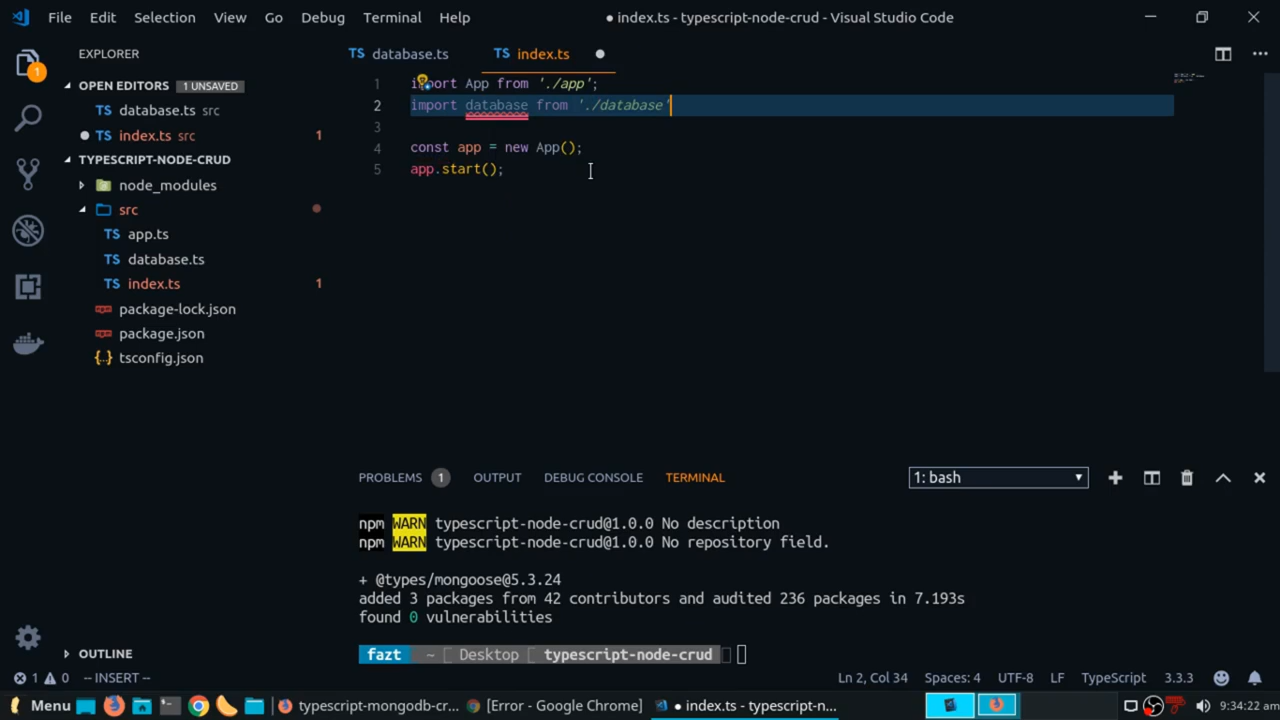 File Edit Selection View Go Debug Terminal Help
● index.ts - typescript-node-crud - Visual Studio Code
EXPLORER
1
OPEN EDITORS 1 UNSAVED
TS database.ts src
● TS index.ts src 1
TYPESCRIPT-NODE-CRUD
node_modules
src
TS app.ts
TS database.ts
TS index.ts 1
package-lock.json
package.json
{..} tsconfig.json
OUTLINE
TS database.ts TS index.ts ●
1 import App from './app';
2 import database from './database'
3
4 const app = new App();
5 app.start();
PROBLEMS 1 OUTPUT DEBUG CONSOLE TERMINAL 1: bash
npm WARN typescript-node-crud@1.0.0 No description
npm WARN typescript-node-crud@1.0.0 No repository field.
+ @types/mongoose@5.3.24
added 3 packages from 42 contributors and audited 236 packages in 7.193s
found 0 vulnerabilities
fazt ~ Desktop typescript-node-crud
1 0 -- INSERT -- Ln 2, Col 34 Spaces: 4 UTF-8 LF TypeScript 3.3.3
Menu typescript-mongodb-cr... [Error - Google Chrome] ● index.ts - typescript-n... 9:34:22 am